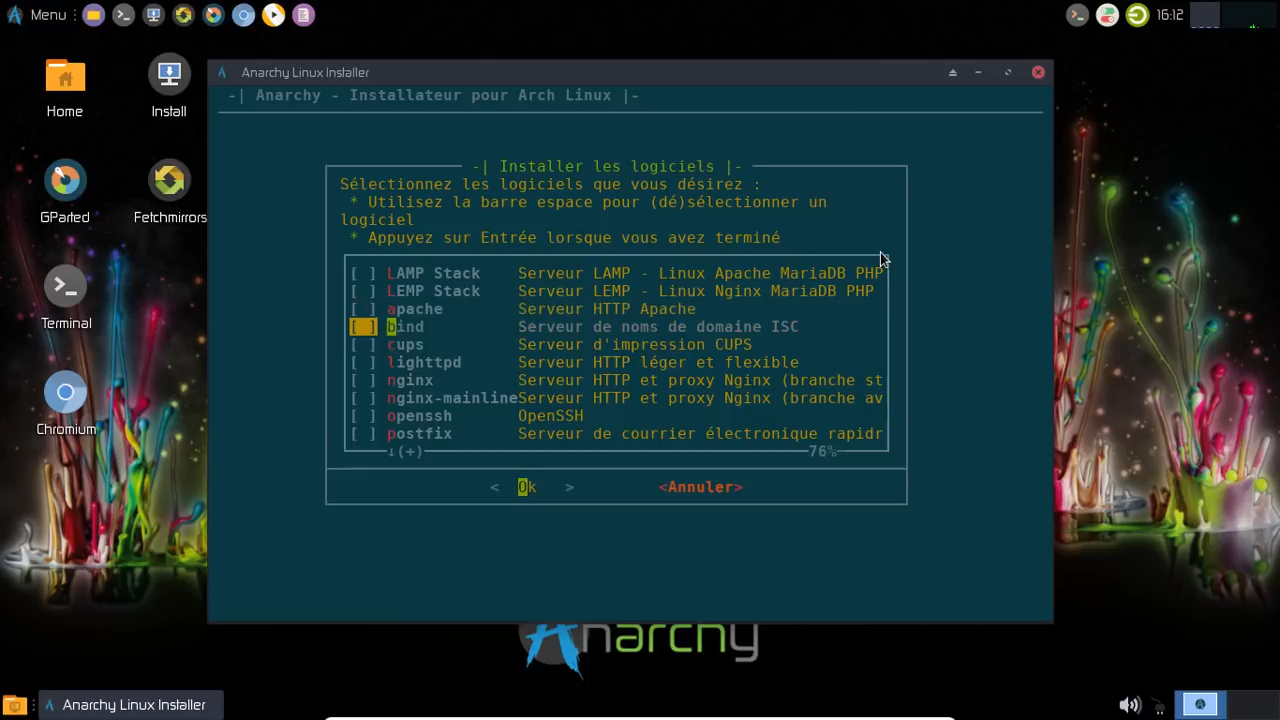 Menu
16:12
Home
Install
GParted
Fetchmirrors
Terminal
Chromium
Anarchy Linux Installer
-| Anarchy - Installateur pour Arch Linux |-
-| Installer les logiciels |-
Sélectionnez les logiciels que vous désirez :
* Utilisez la barre espace pour (dé)sélectionner un
logiciel
* Appuyez sur Entrée lorsque vous avez terminé
[ ] LAMP Stack Serveur LAMP - Linux Apache MariaDB PHP
[ ] LEMP Stack Serveur LEMP - Linux Nginx MariaDB PHP
[ ] apache Serveur HTTP Apache
[ ] bind Serveur de noms de domaine ISC
[ ] cups Serveur d'impression CUPS
[ ] lighttpd Serveur HTTP léger et flexible
[ ] nginx Serveur HTTP et proxy Nginx (branche st
[ ] nginx-mainlineServeur HTTP et proxy Nginx (branche av
[ ] openssh OpenSSH
[ ] postfix Serveur de courrier électronique rapidr
↓(+) 76%
< Ok > <Annuler>
Anarchy
Anarchy Linux Installer